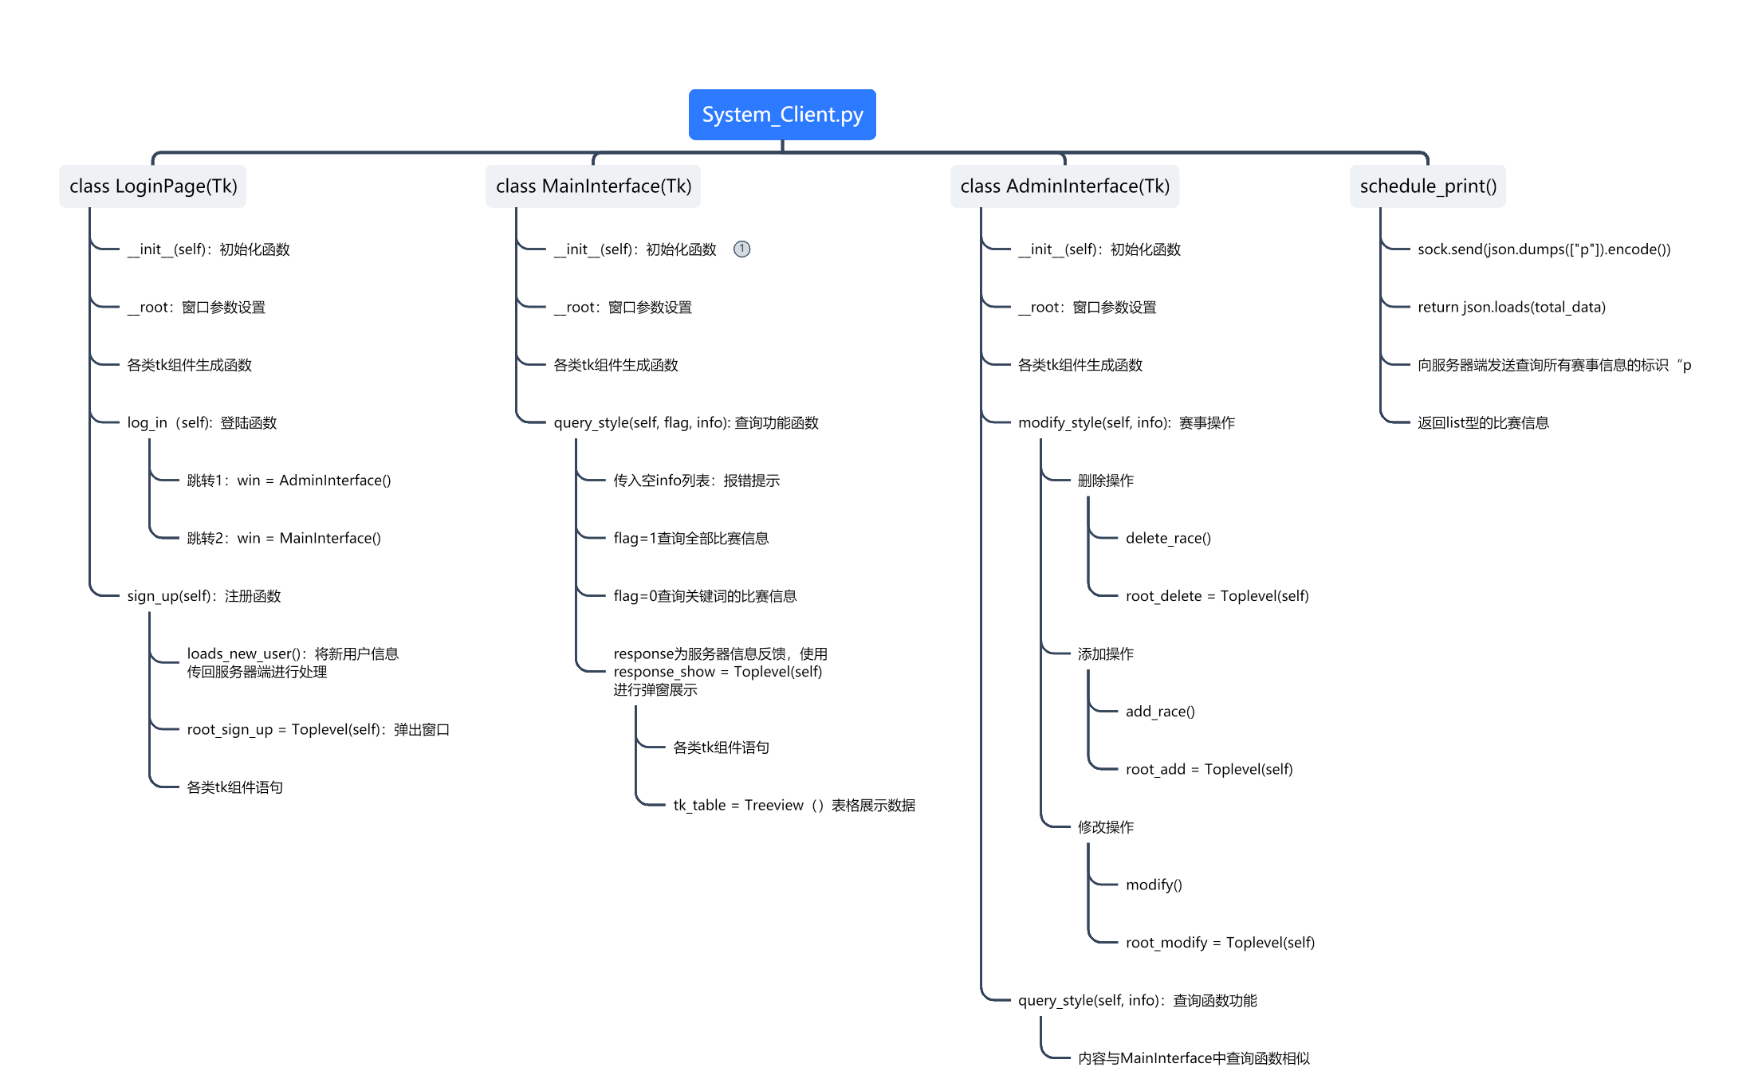 System_Client.py
class LoginPage(Tk)
__init__(self)：初始化函数
__root：窗口参数设置
各类tk组件生成函数
log_in（self)：登陆函数
跳转1：win = AdminInterface()
跳转2：win = MainInterface()
sign_up(self)：注册函数
loads_new_user()：将新用户信息
传回服务器端进行处理
root_sign_up = Toplevel(self)：弹出窗口
各类tk组件语句
class MainInterface(Tk)
__init__(self)：初始化函数
1
__root：窗口参数设置
各类tk组件生成函数
query_style(self, flag, info): 查询功能函数
传入空info列表：报错提示
flag=1查询全部比赛信息
flag=0查询关键词的比赛信息
response为服务器信息反馈，使用
response_show = Toplevel(self)
进行弹窗展示
各类tk组件语句
tk_table = Treeview（）表格展示数据
class AdminInterface(Tk)
__init__(self)：初始化函数
__root：窗口参数设置
各类tk组件生成函数
modify_style(self, info)：赛事操作
删除操作
delete_race()
root_delete = Toplevel(self)
添加操作
add_race()
root_add = Toplevel(self)
修改操作
modify()
root_modify = Toplevel(self)
query_style(self, info)：查询函数功能
内容与MainInterface中查询函数相似
schedule_print()
sock.send(json.dumps(["p"]).encode())
return json.loads(total_data)
向服务器端发送查询所有赛事信息的标识“p
返回list型的比赛信息